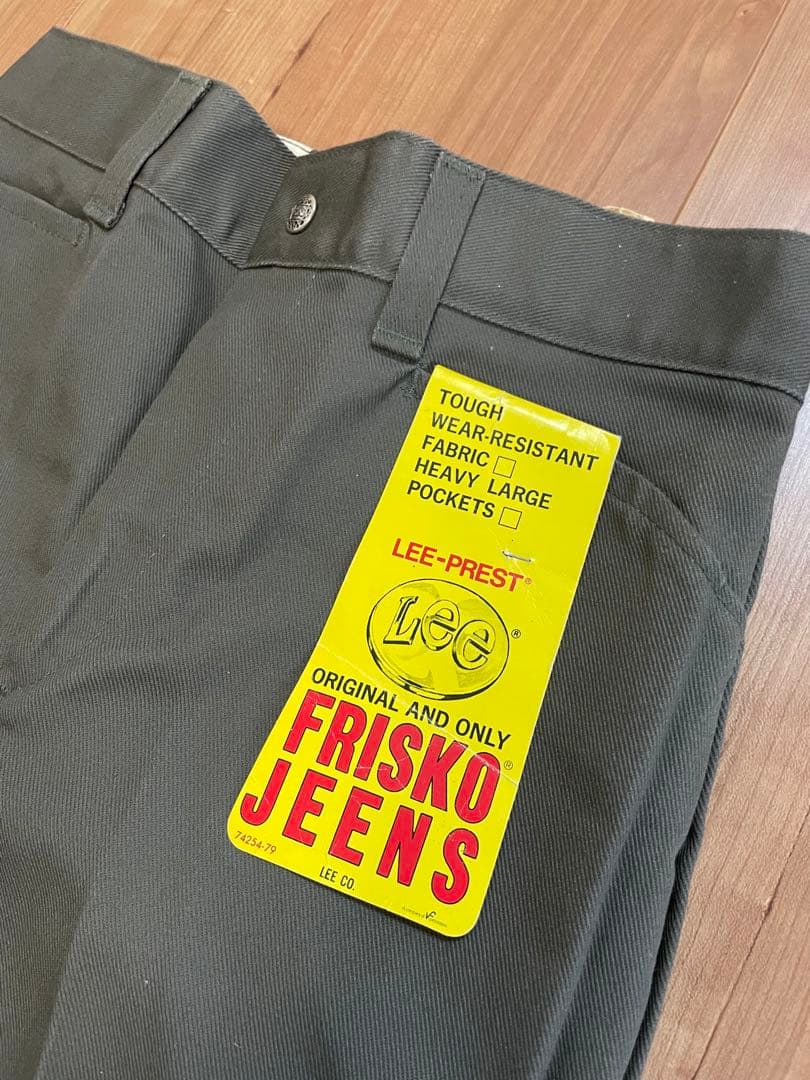 TOUGH
WEAR-RESISTANT
FABRIC
HEAVY LARGE
POCKETS
LEE-PREST®
Lee®
ORIGINAL AND ONLY
FRISKO®
JEENS
74254-79
LEE CO.
VF